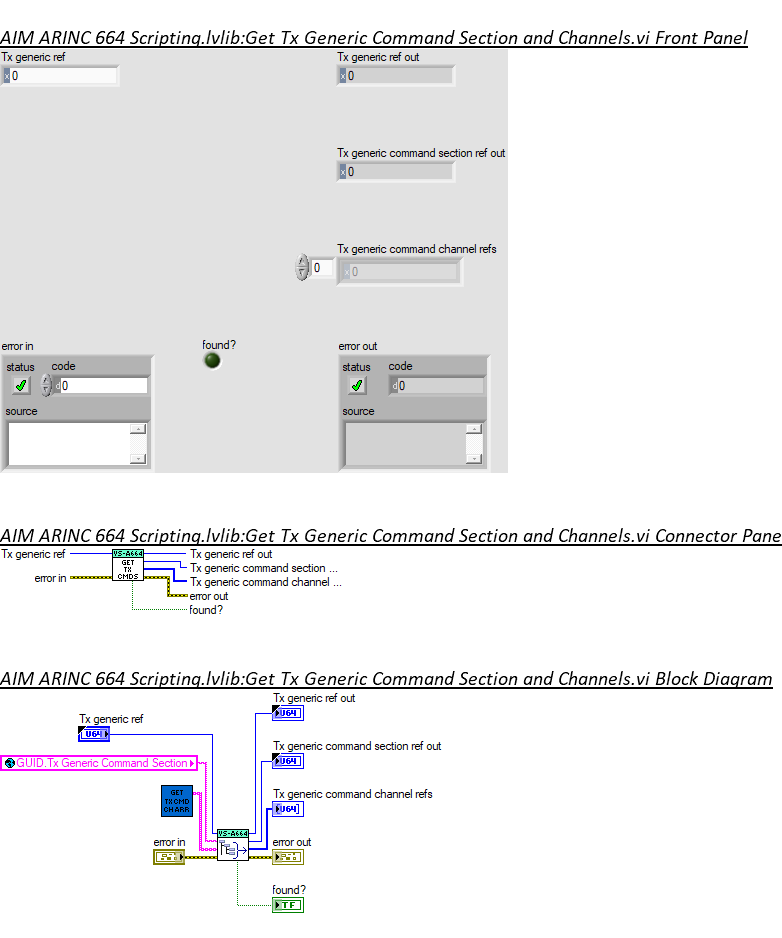 AIM ARINC 664 Scripting.lvlib:Get Tx Generic Command Section and Channels.vi Front Panel
Tx generic ref
Tx generic ref out
x 0
x 0
Tx generic command section ref out
x 0
Tx generic command channel refs
0
x 0
error in
found?
error out
status code
status code
d 0
d 0
source
source
AIM ARINC 664 Scripting.lvlib:Get Tx Generic Command Section and Channels.vi Connector Pane
Tx generic ref
VS-A664
GET
TX
CMDS
Tx generic ref out
Tx generic command section ...
error in
Tx generic command channel ...
error out
found?
AIM ARINC 664 Scripting.lvlib:Get Tx Generic Command Section and Channels.vi Block Diagram
Tx generic ref out
U64
Tx generic ref
U64
Tx generic command section ref out
GUID.Tx Generic Command Section
U64
Tx generic command channel refs
GET
TXCMD
CHARR
U64
VS-A664
error in
error out
found?
TF